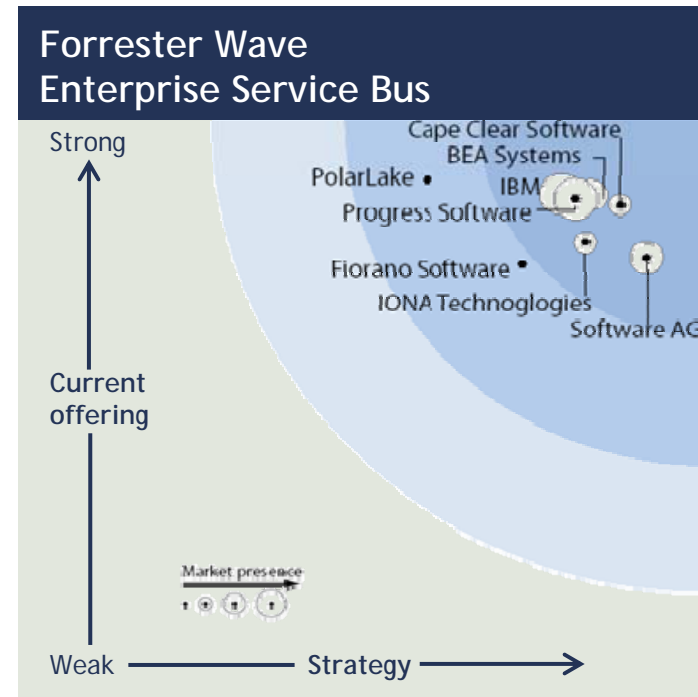 Forrester Wave
Enterprise Service Bus
Strong
Cape Clear Software
BEA Systems
PolarLake
IBM
Progress Software
Fiorano Software
IONA Technoglogies
Software AG
Current
offering
Market presence
Weak
Strategy